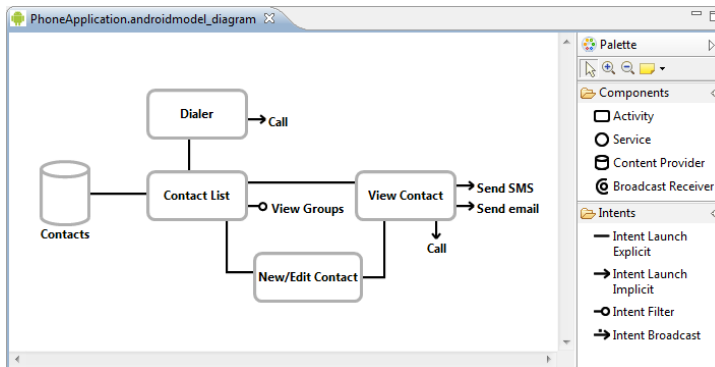 PhoneApplication.androidmodel_diagram
Dialer
Call
Contacts
Contact List
View Groups
View Contact
Send SMS
Send email
Call
New/Edit Contact
Palette
Components
Activity
Service
Content Provider
Broadcast Receiver
Intents
Intent Launch
Explicit
Intent Launch
Implicit
Intent Filter
Intent Broadcast